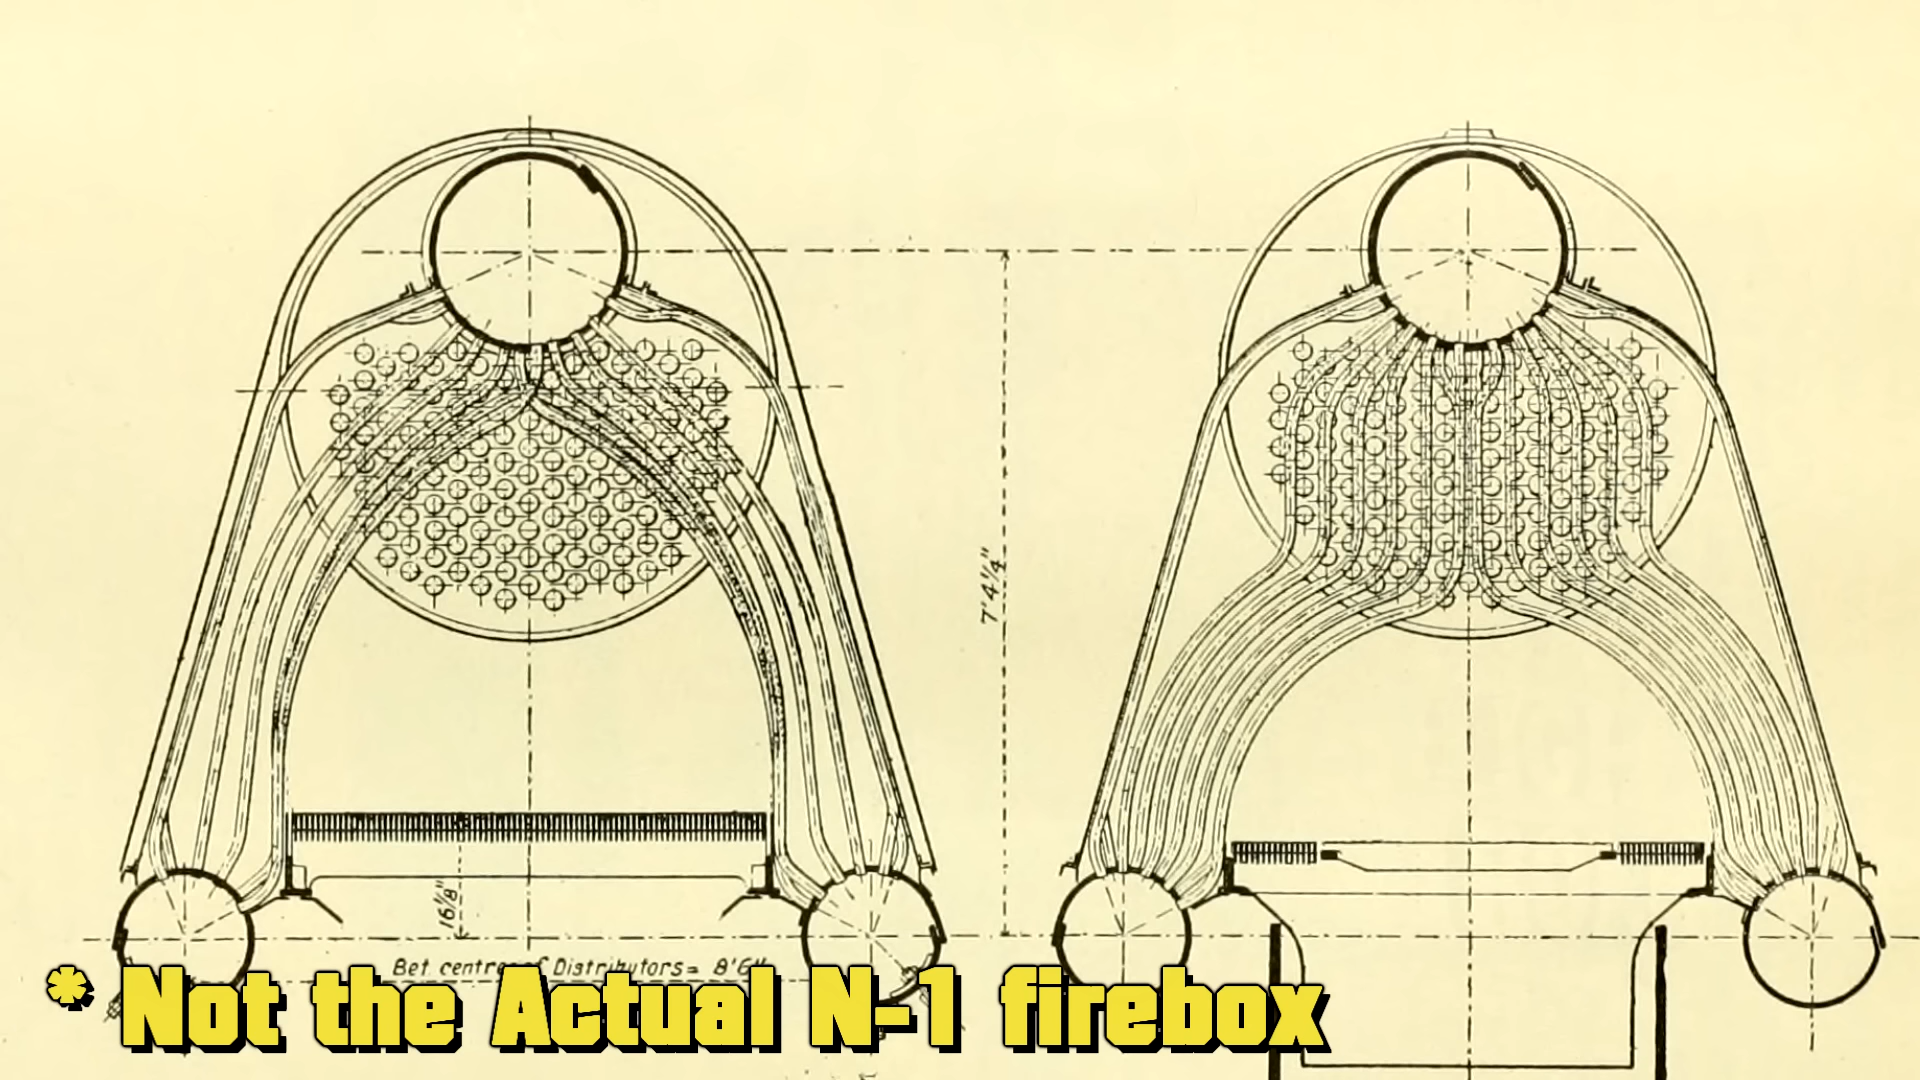 7' 4¼"
16⅛"
Bet. centres of Distributors = 8' 6"
* Not the Actual N-1 firebox